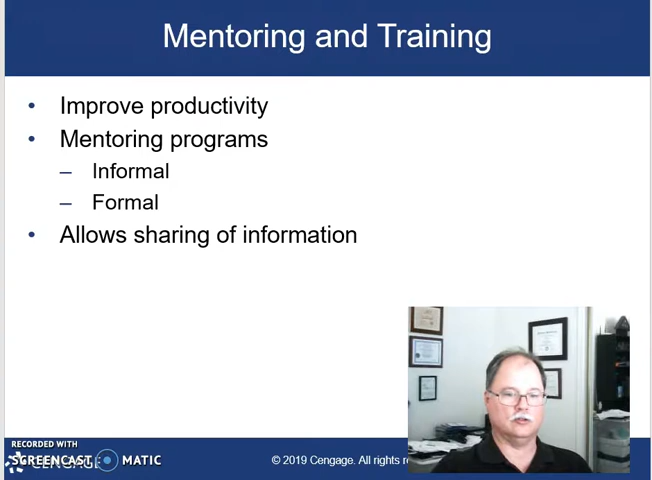 Mentoring and Training
• Improve productivity
• Mentoring programs
– Informal
– Formal
• Allows sharing of information
RECORDED WITH
SCREENCAST MATIC
CENGAGE
© 2019 Cengage. All rights